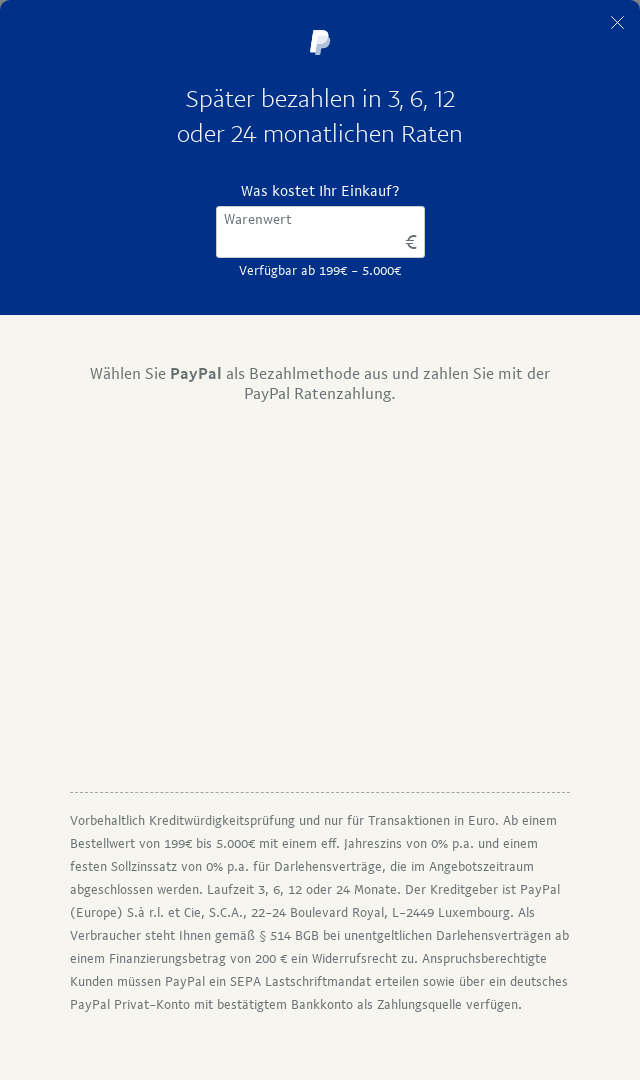 Später bezahlen in 3, 6, 12
oder 24 monatlichen Raten
Was kostet Ihr Einkauf?
Warenwert
€
Verfügbar ab 199€ - 5.000€
Wählen Sie PayPal als Bezahlmethode aus und zahlen Sie mit der
PayPal Ratenzahlung.
Vorbehaltlich Kreditwürdigkeitsprüfung und nur für Transaktionen in Euro. Ab einem
Bestellwert von 199€ bis 5.000€ mit einem eff. Jahreszins von 0% p.a. und einem
festen Sollzinssatz von 0% p.a. für Darlehensverträge, die im Angebotszeitraum
abgeschlossen werden. Laufzeit 3, 6, 12 oder 24 Monate. Der Kreditgeber ist PayPal
(Europe) S.à r.l. et Cie, S.C.A., 22-24 Boulevard Royal, L-2449 Luxembourg. Als
Verbraucher steht Ihnen gemäß § 514 BGB bei unentgeltlichen Darlehensverträgen ab
einem Finanzierungsbetrag von 200 € ein Widerrufsrecht zu. Anspruchsberechtigte
Kunden müssen PayPal ein SEPA Lastschriftmandat erteilen sowie über ein deutsches
PayPal Privat-Konto mit bestätigtem Bankkonto als Zahlungsquelle verfügen.